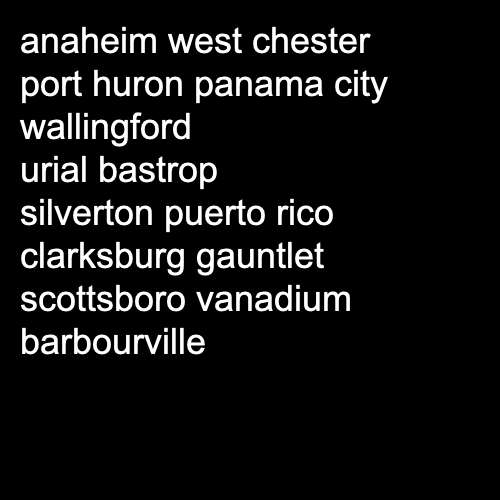 anaheim west chester
port huron panama city
wallingford
urial bastrop
silverton puerto rico
clarksburg gauntlet
scottsboro vanadium
barbourville